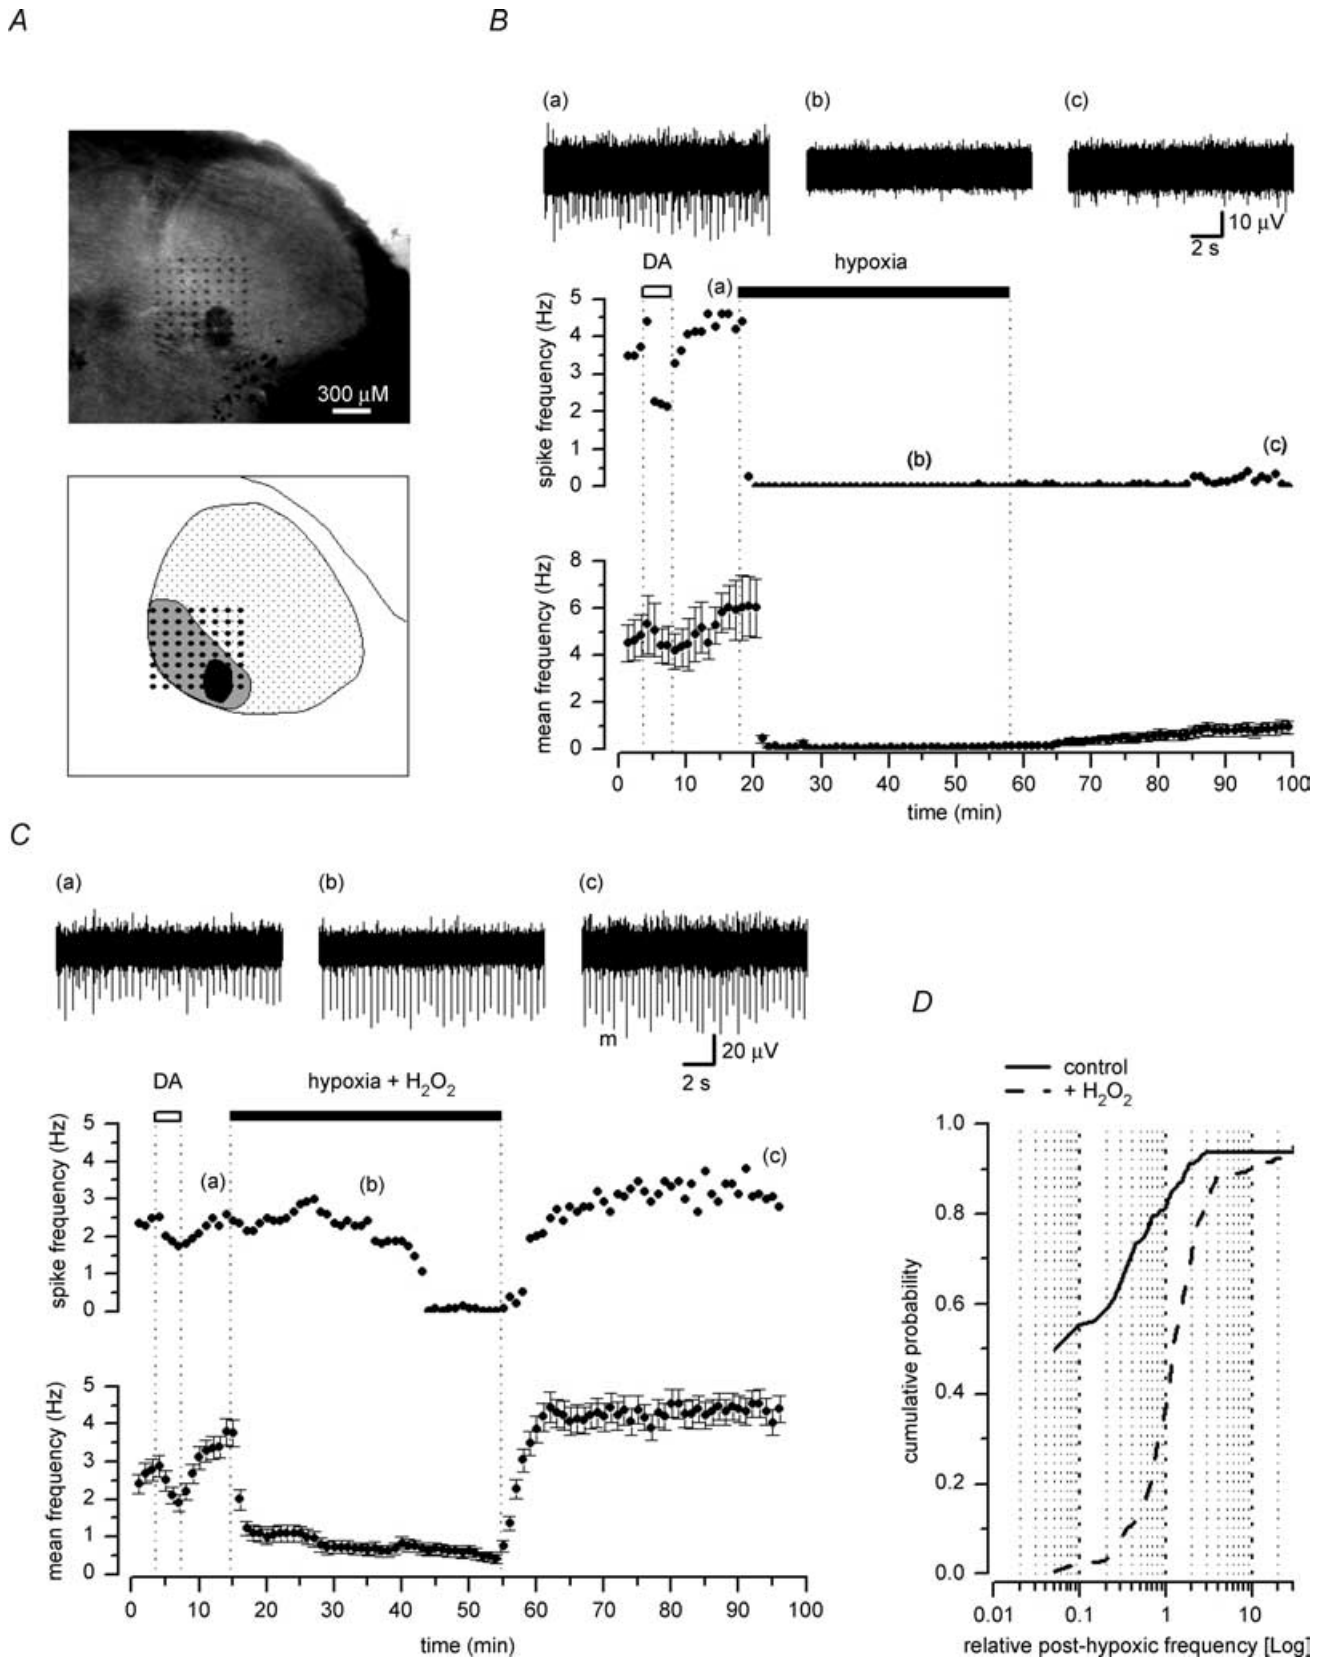 A
B
(a)
(b)
(c)
10 μV
2 s
300 μM
DA
hypoxia
(a)
(b)
(c)
spike frequency (Hz)
5
4
3
2
1
0
mean frequency (Hz)
8
6
4
2
0
0 10 20 30 40 50 60 70 80 90 100
time (min)
C
(a)
(b)
(c)
m
20 μV
2 s
DA
hypoxia + H2O2
(a)
(b)
(c)
spike frequency (Hz)
5
4
3
2
1
0
mean frequency (Hz)
5
4
3
2
1
0
0 10 20 30 40 50 60 70 80 90 100
time (min)
D
control
+ H2O2
cumulative probability
1.0
0.8
0.6
0.4
0.2
0.0
0.01 0.1 1 10
relative post-hypoxic frequency [Log]